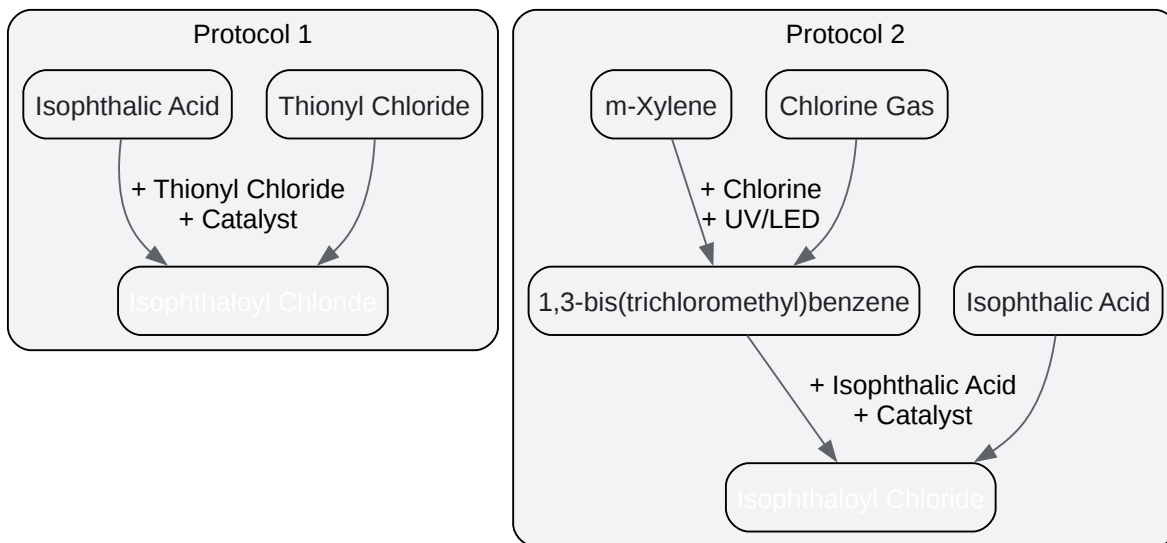 Protocol 1
Isophthalic Acid
Thionyl Chloride
+ Thionyl Chloride
+ Catalyst
Isophthaloyl Chloride
Protocol 2
m-Xylene
Chlorine Gas
+ Chlorine
+ UV/LED
1,3-bis(trichloromethyl)benzene
Isophthalic Acid
+ Isophthalic Acid
+ Catalyst
Isophthaloyl Chloride